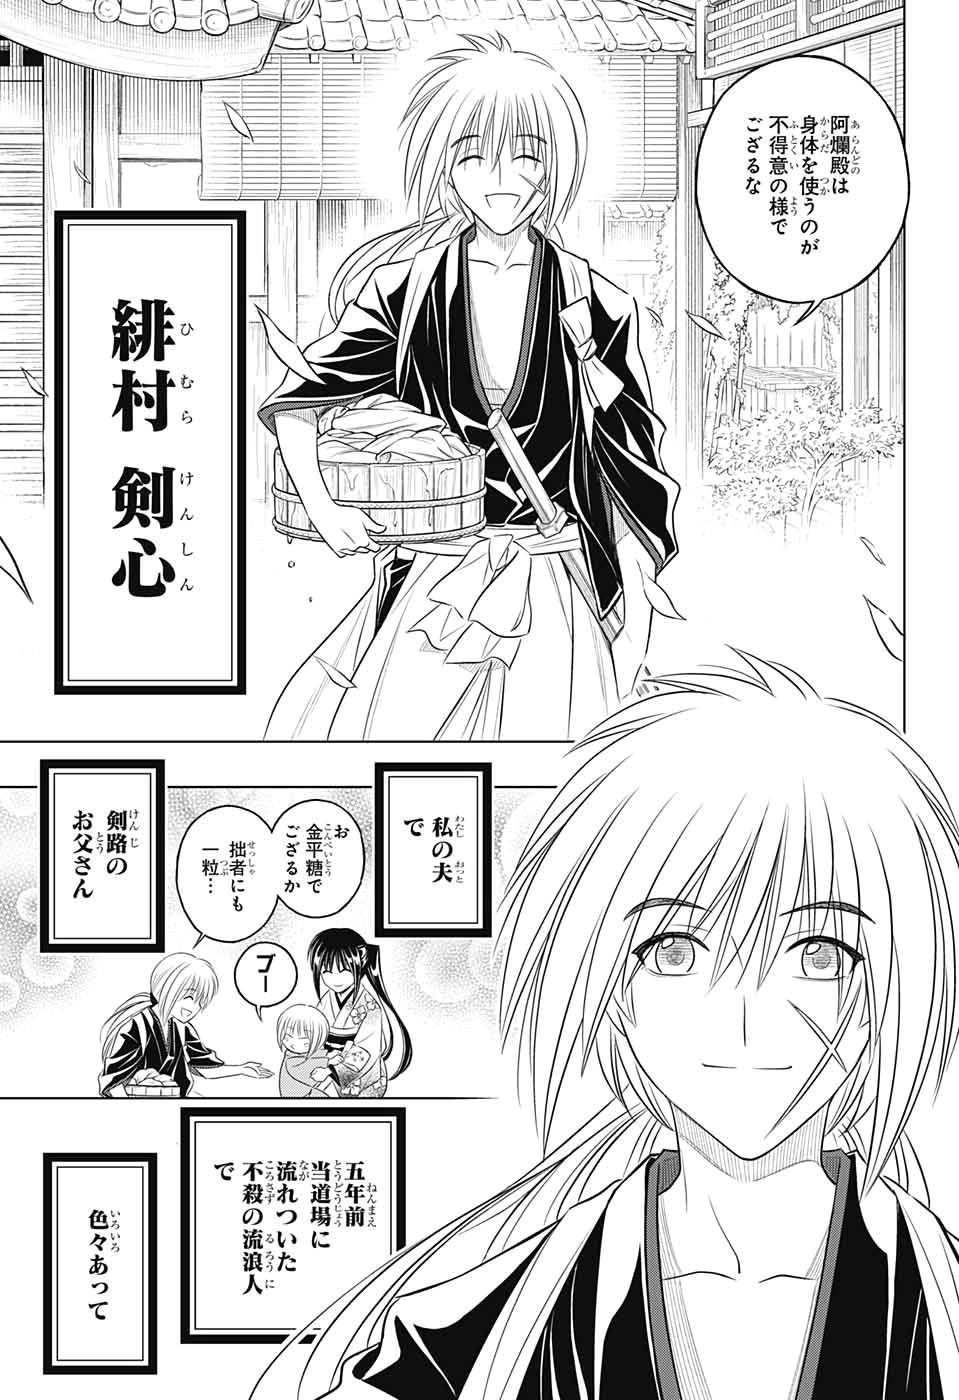 阿爛殿は
身体を使うのが
不得意の様で
ござるな
緋村 剣心
私の夫
で
お
金平糖で
ござるか
拙者にも
一粒…
ブー
剣路の
お父さん
五年前
当道場に
流れついた
不殺の流浪人
で
色々あって